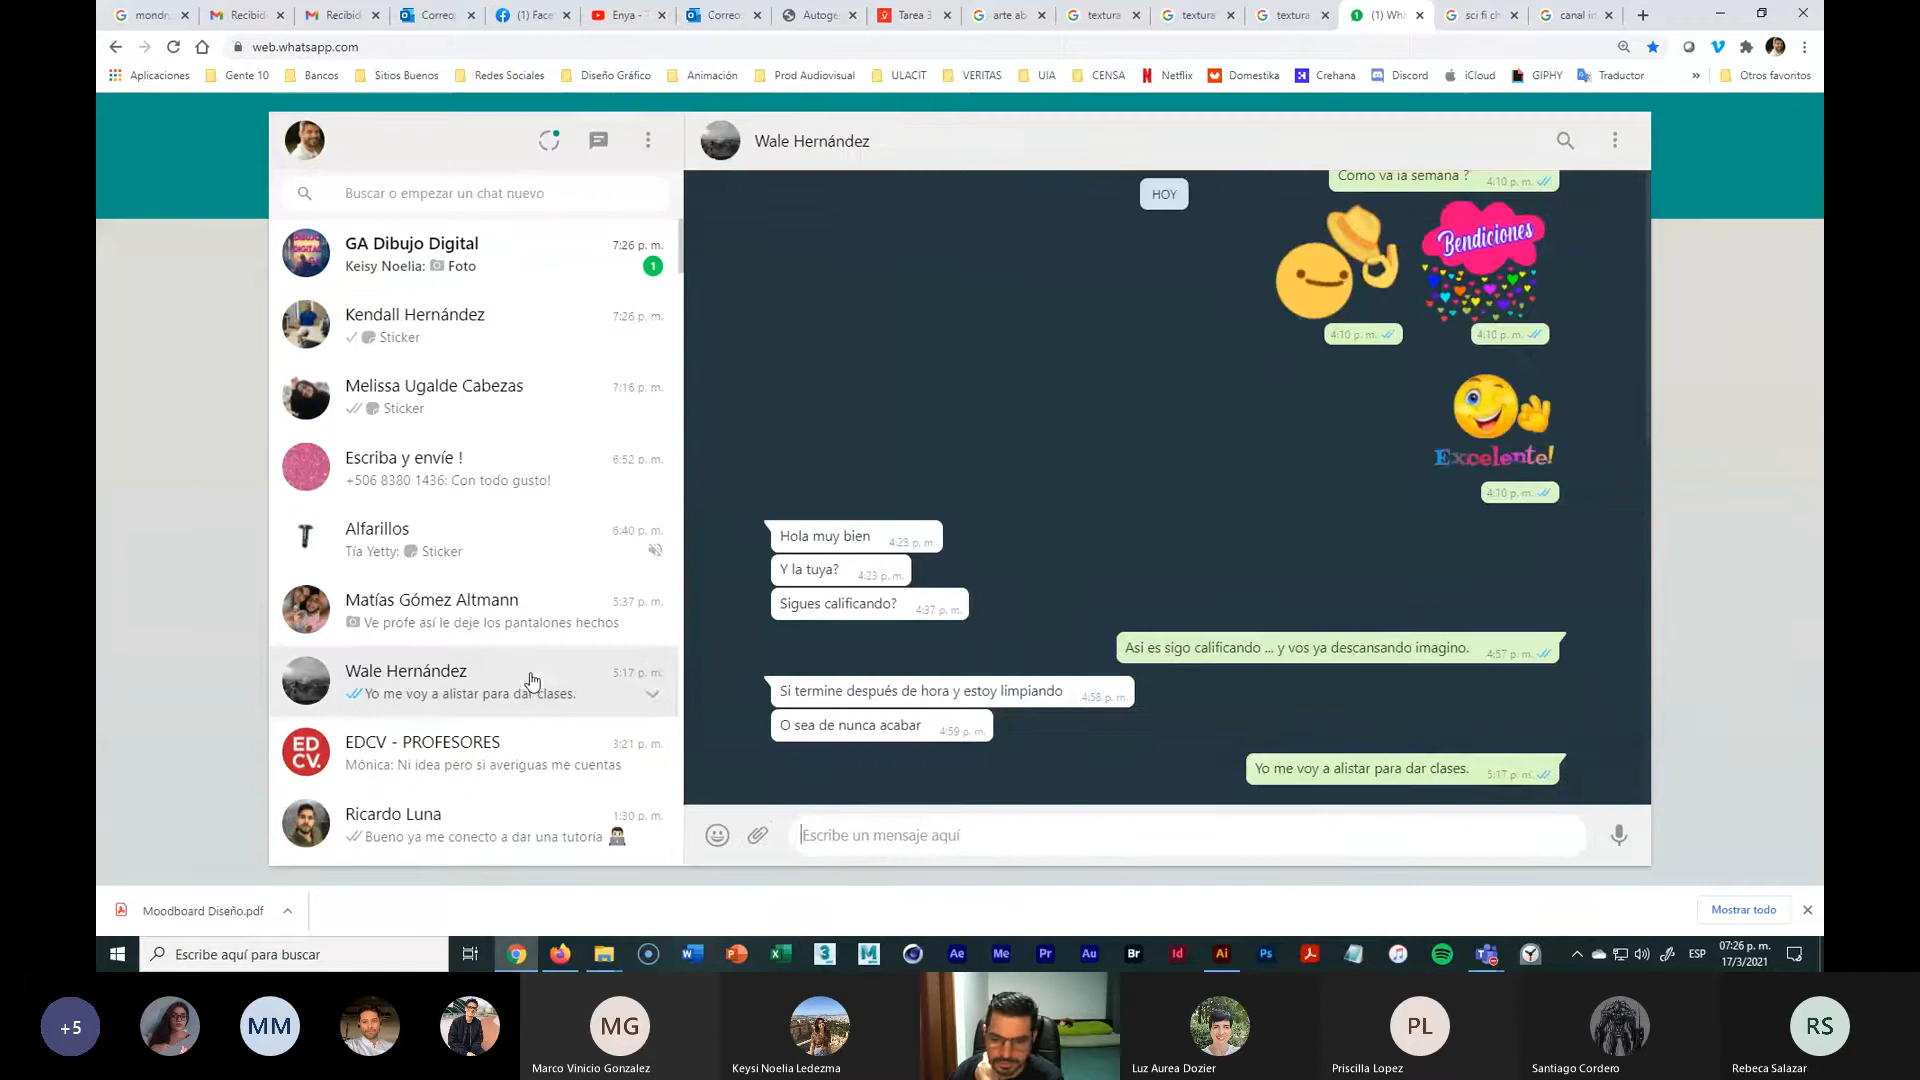 mondr
Recibid
Recibid
Correo
(1) Face
Enya - T
Correo:
Autoge
Tarea 3
arte ab
textura
textura
textura
(1) Wha
sci fi ch
canal in
web.whatsapp.com
Aplicaciones
Gente 10
Bancos
Sitios Buenos
Redes Sociales
Diseño Gráfico
Animación
Prod Audiovisual
ULACIT
VERITAS
UIA
CENSA
Netflix
Domestika
Crehana
Discord
iCloud
GIPHY
Traductor
»
Otros favoritos
Buscar o empezar un chat nuevo
GA Dibujo Digital
7:26 p. m.
Keisy Noelia: Foto
1
Kendall Hernández
7:26 p. m.
Sticker
Melissa Ugalde Cabezas
7:16 p. m.
Sticker
Escriba y envíe !
6:52 p. m.
+506 8380 1436: Con todo gusto!
Alfarillos
6:40 p. m.
Tía Yetty: Sticker
Matías Gómez Altmann
5:37 p. m.
Ve profe así le deje los pantalones hechos
Wale Hernández
5:17 p. m.
Yo me voy a alistar para dar clases.
EDCV.
EDCV - PROFESORES
3:21 p. m.
Mónica: Ni idea pero si averiguas me cuentas
Ricardo Luna
1:30 p. m.
Bueno ya me conecto a dar una tutoría
Wale Hernández
Como va la semana ? 4:10 p. m.
HOY
Bendiciones
4:10 p. m.
4:10 p. m.
Excelente!
4:10 p. m.
Hola muy bien 4:23 p. m.
Y la tuya? 4:23 p. m.
Sigues calificando? 4:37 p. m.
Asi es sigo calificando ... y vos ya descansando imagino. 4:57 p. m.
Si termine después de hora y estoy limpiando 4:58 p. m.
O sea de nunca acabar 4:59 p. m.
Yo me voy a alistar para dar clases. 5:17 p. m.
Escribe un mensaje aquí
Moodboard Diseño.pdf
Mostrar todo
Escribe aquí para buscar
3
M
Ae
Me
Pr
Au
Br
Id
Ai
Ps
ESP
07:26 p. m.
17/3/2021
+5
MM
MG
Marco Vinicio Gonzalez
Keysi Noelia Ledezma
Luz Aurea Dozier
PL
Priscilla Lopez
Santiago Cordero
RS
Rebeca Salazar